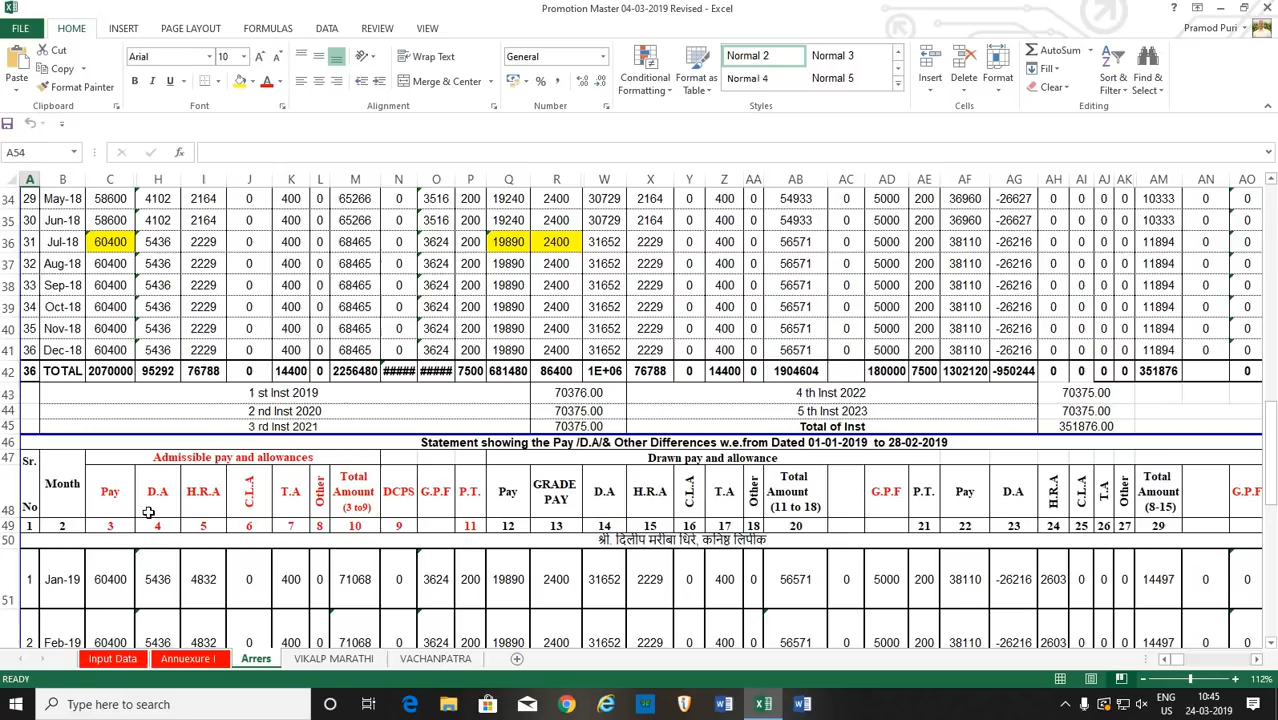 Promotion Master 04-03-2019 Revised - Excel
FILE HOME INSERT PAGE LAYOUT FORMULAS DATA REVIEW VIEW Pramod Puri
Paste Cut Copy Format Painter Clipboard
Arial 10 Font
Wrap Text Merge & Center Alignment
General Number
Conditional Formatting Format as Table Normal 2 Normal 3 Normal 4 Normal 5 Styles
Insert Delete Format Cells
AutoSum Fill Clear Sort & Filter Find & Select Editing
A54
A B C H I J K L M N O P Q R W X Y Z AA AB AC AD AE AF AG AH AI AJ AK AM AN AO
34 29 May-18 58600 4102 2164 0 400 0 65266 0 3516 200 19240 2400 30729 2164 0 400 0 54933 0 5000 200 36960 -26627 0 0 0 0 10333 0 0
35 30 Jun-18 58600 4102 2164 0 400 0 65266 0 3516 200 19240 2400 30729 2164 0 400 0 54933 0 5000 200 36960 -26627 0 0 0 0 10333 0 0
36 31 Jul-18 60400 5436 2229 0 400 0 68465 0 3624 200 19890 2400 31652 2229 0 400 0 56571 0 5000 200 38110 -26216 0 0 0 0 11894 0 0
37 32 Aug-18 60400 5436 2229 0 400 0 68465 0 3624 200 19890 2400 31652 2229 0 400 0 56571 0 5000 200 38110 -26216 0 0 0 0 11894 0 0
38 33 Sep-18 60400 5436 2229 0 400 0 68465 0 3624 200 19890 2400 31652 2229 0 400 0 56571 0 5000 200 38110 -26216 0 0 0 0 11894 0 0
39 34 Oct-18 60400 5436 2229 0 400 0 68465 0 3624 200 19890 2400 31652 2229 0 400 0 56571 0 5000 200 38110 -26216 0 0 0 0 11894 0 0
40 35 Nov-18 60400 5436 2229 0 400 0 68465 0 3624 200 19890 2400 31652 2229 0 400 0 56571 0 5000 200 38110 -26216 0 0 0 0 11894 0 0
41 36 Dec-18 60400 5436 2229 0 400 0 68465 0 3624 200 19890 2400 31652 2229 0 400 0 56571 0 5000 200 38110 -26216 0 0 0 0 11894 0 0
42 36 TOTAL 2070000 95292 76788 0 14400 0 2256480 ##### ##### 7500 681480 86400 1E+06 76788 0 14400 0 1904604 180000 7500 1302120 -950244 0 0 0 0 351876 0
43 1 st Inst 2019 70376.00 4 th Inst 2022 70375.00
44 2 nd Inst 2020 70375.00 5 th Inst 2023 70375.00
45 3 rd Inst 2021 70375.00 Total of Inst 351876.00
46 Statement showing the Pay /D.A/& Other Differences w.e.from Dated 01-01-2019 to 28-02-2019
47 Sr. Admissible pay and allowances Drawn pay and allowance
48 No Month Pay D.A H.R.A C.L.A T.A Other Total Amount (3 to9) DCPS G.P.F P.T. Pay GRADE PAY D.A H.R.A C.L.A T.A Other Total Amount (11 to 18) G.P.F P.T. Pay D.A H.R.A C.L.A T.A Other Total Amount (8-15) G.P.F
49 1 2 3 4 5 6 7 8 10 9 11 12 13 14 15 16 17 18 20 21 22 23 24 25 26 27 29
50 श्री. दिलीप मरीबा धिरे, कनिष्ठ लिपीक
51 1 Jan-19 60400 5436 4832 0 400 0 71068 0 3624 200 19890 2400 31652 2229 0 400 0 56571 0 5000 200 38110 -26216 2603 0 0 0 14497 0 0
2 Feb-19 60400 5436 4832 0 400 0 71068 0 3624 200 19890 2400 31652 2229 0 400 0 56571 0 5000 200 38110 -26216 2603 0 0 0 14497 0 0
Input Data Annuexure I Arrers VIKALP MARATHI VACHANPATRA
READY 112%
Type here to search ENG US 10:45 24-03-2019